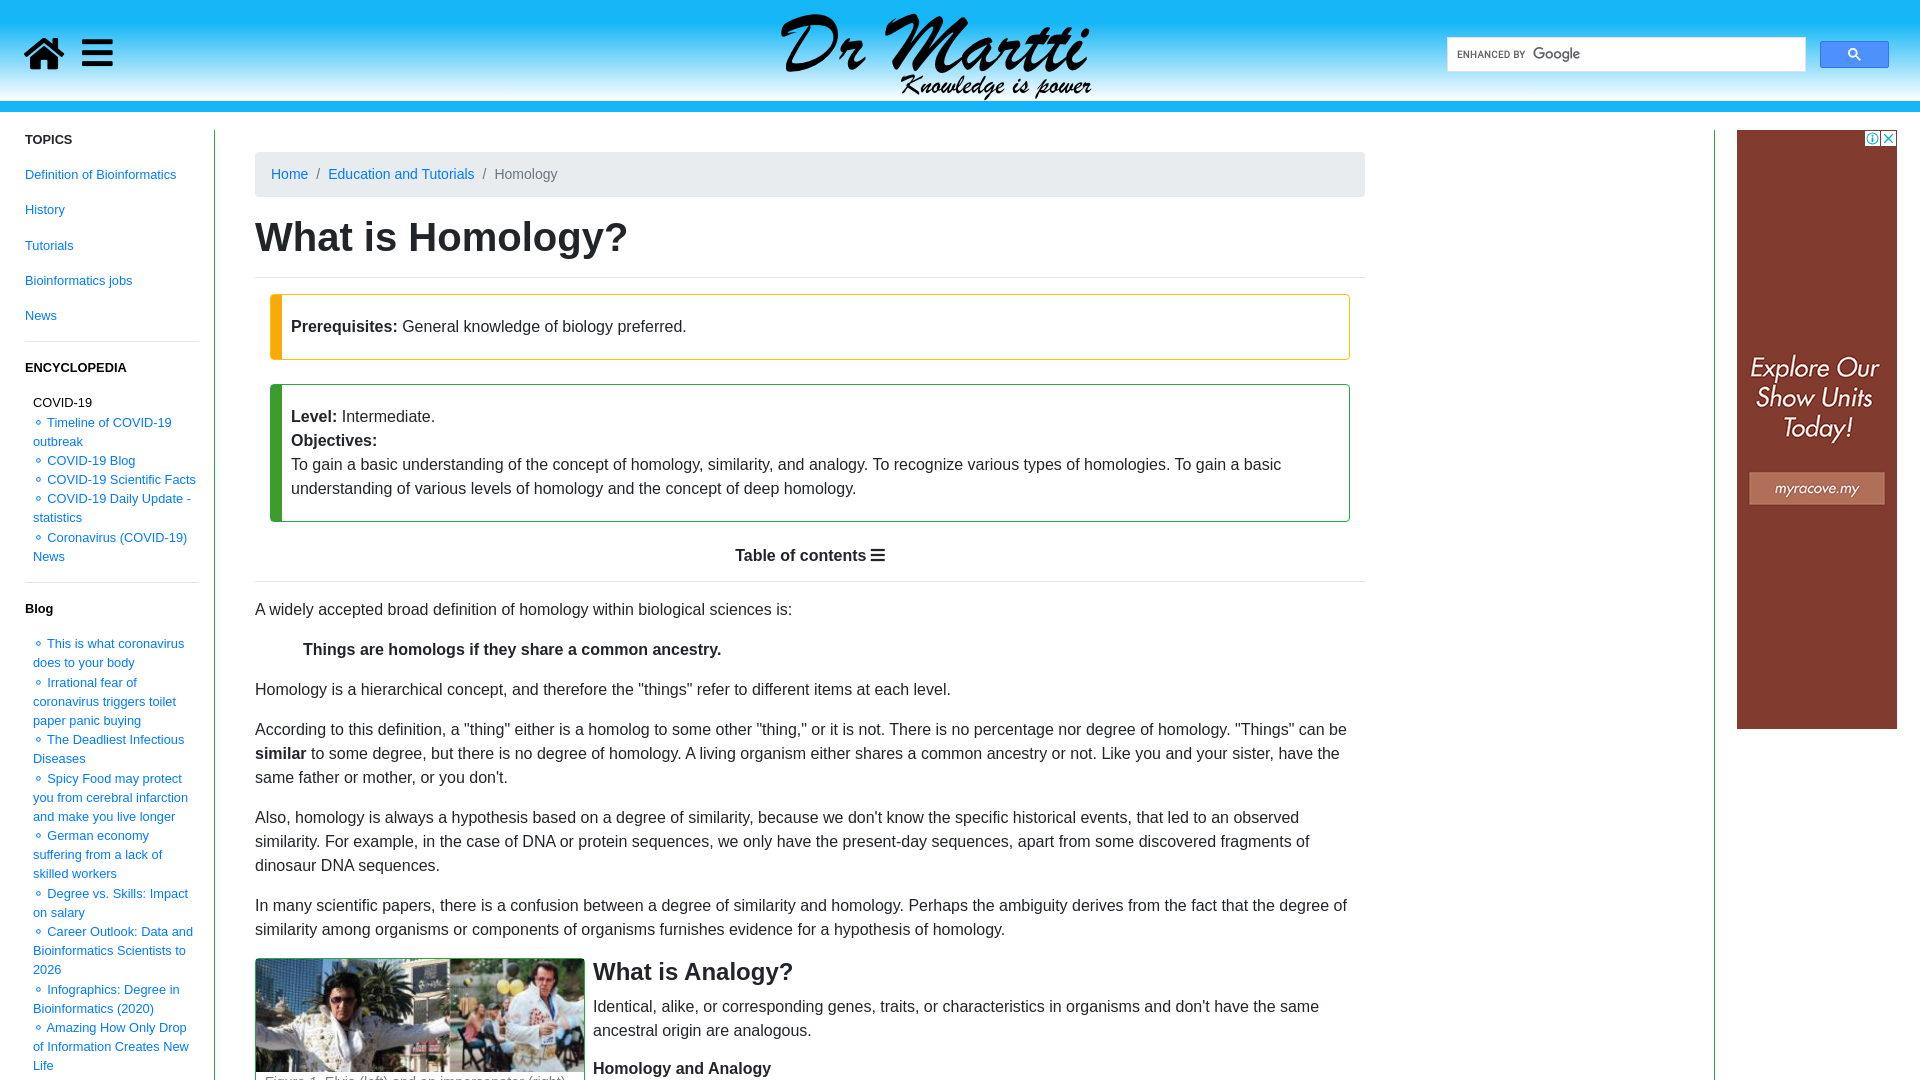 Dr Martti
Knowledge is power
ENHANCED BY Google
TOPICS
Definition of Bioinformatics
History
Tutorials
Bioinformatics jobs
News
ENCYCLOPEDIA
COVID-19
⚬ Timeline of COVID-19
outbreak
⚬ COVID-19 Blog
⚬ COVID-19 Scientific Facts
⚬ COVID-19 Daily Update -
statistics
⚬ Coronavirus (COVID-19)
News
Blog
⚬ This is what coronavirus
does to your body
⚬ Irrational fear of
coronavirus triggers toilet
paper panic buying
⚬ The Deadliest Infectious
Diseases
⚬ Spicy Food may protect
you from cerebral infarction
and make you live longer
⚬ German economy
suffering from a lack of
skilled workers
⚬ Degree vs. Skills: Impact
on salary
⚬ Career Outlook: Data and
Bioinformatics Scientists to
2026
⚬ Infographics: Degree in
Bioinformatics (2020)
⚬ Amazing How Only Drop
of Information Creates New
Life
Home / Education and Tutorials / Homology
What is Homology?
Prerequisites: General knowledge of biology preferred.
Level: Intermediate.
Objectives:
To gain a basic understanding of the concept of homology, similarity, and analogy. To recognize various types of homologies. To gain a basic
understanding of various levels of homology and the concept of deep homology.
Table of contents
A widely accepted broad definition of homology within biological sciences is:
Things are homologs if they share a common ancestry.
Homology is a hierarchical concept, and therefore the "things" refer to different items at each level.
According to this definition, a "thing" either is a homolog to some other "thing," or it is not. There is no percentage nor degree of homology. "Things" can be
similar to some degree, but there is no degree of homology. A living organism either shares a common ancestry or not. Like you and your sister, have the
same father or mother, or you don't.
Also, homology is always a hypothesis based on a degree of similarity, because we don't know the specific historical events, that led to an observed
similarity. For example, in the case of DNA or protein sequences, we only have the present-day sequences, apart from some discovered fragments of
dinosaur DNA sequences.
In many scientific papers, there is a confusion between a degree of similarity and homology. Perhaps the ambiguity derives from the fact that the degree of
similarity among organisms or components of organisms furnishes evidence for a hypothesis of homology.
Figure 1. Elvis (left) and an impersonator (right)
What is Analogy?
Identical, alike, or corresponding genes, traits, or characteristics in organisms and don't have the same
ancestral origin are analogous.
Homology and Analogy
Explore Our
Show Units
Today!
myracove.my